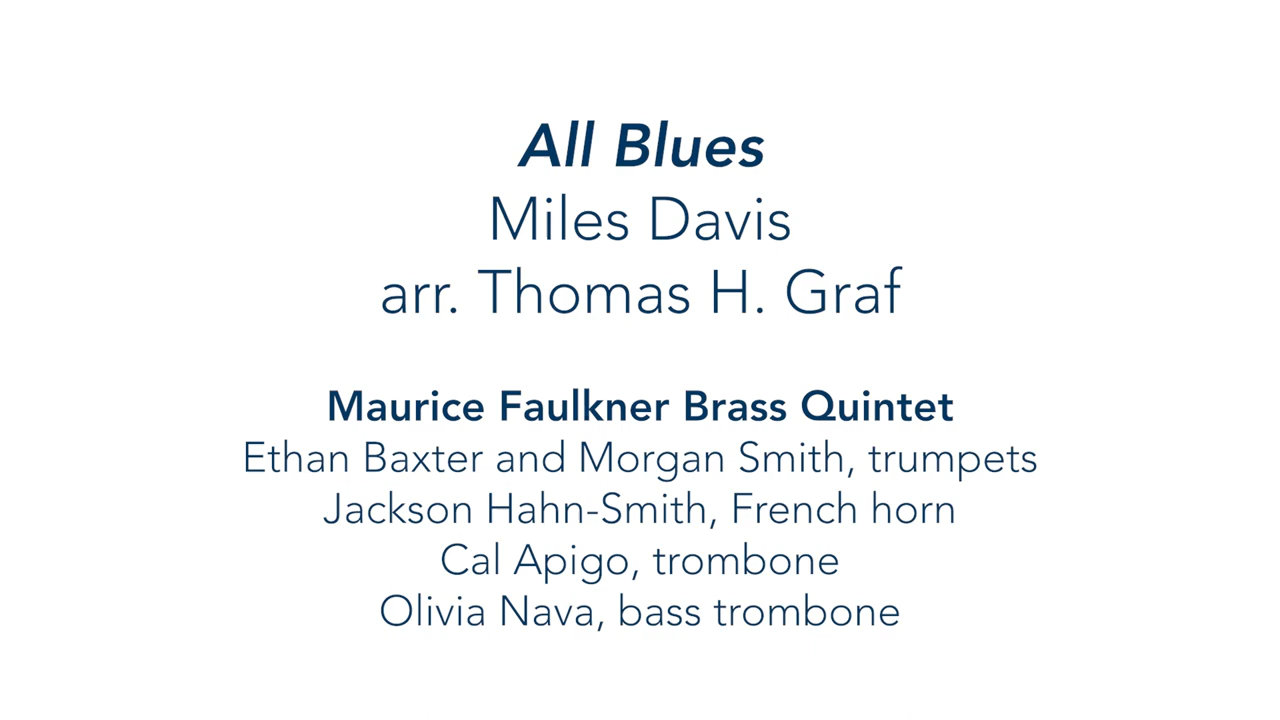 All Blues
Miles Davis
arr. Thomas H. Graf
Maurice Faulkner Brass Quintet
Ethan Baxter and Morgan Smith, trumpets
Jackson Hahn-Smith, French horn
Cal Apigo, trombone
Olivia Nava, bass trombone